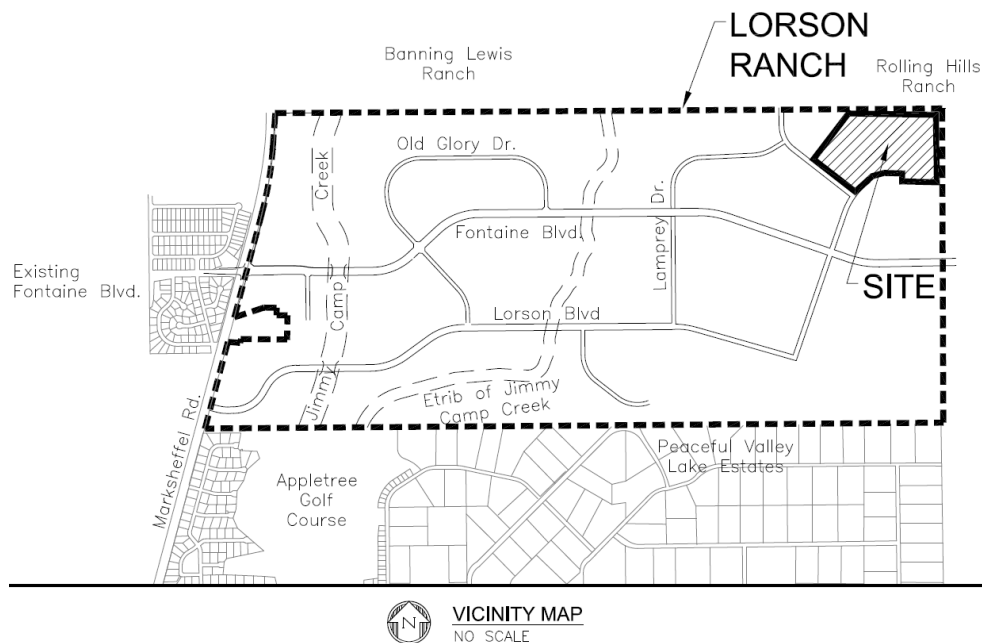 LORSON
RANCH
Banning Lewis
Ranch
Rolling Hills
Ranch
Old Glory Dr.
Creek
Camp
Jimmy
Fontaine Blvd.
Lamprey Dr.
Existing
Fontaine Blvd.
SITE
Lorson Blvd
Etrib of Jimmy
Camp Creek
Marksheffel Rd.
Appletree
Golf
Course
Peaceful Valley
Lake Estates
N
VICINITY MAP
NO SCALE